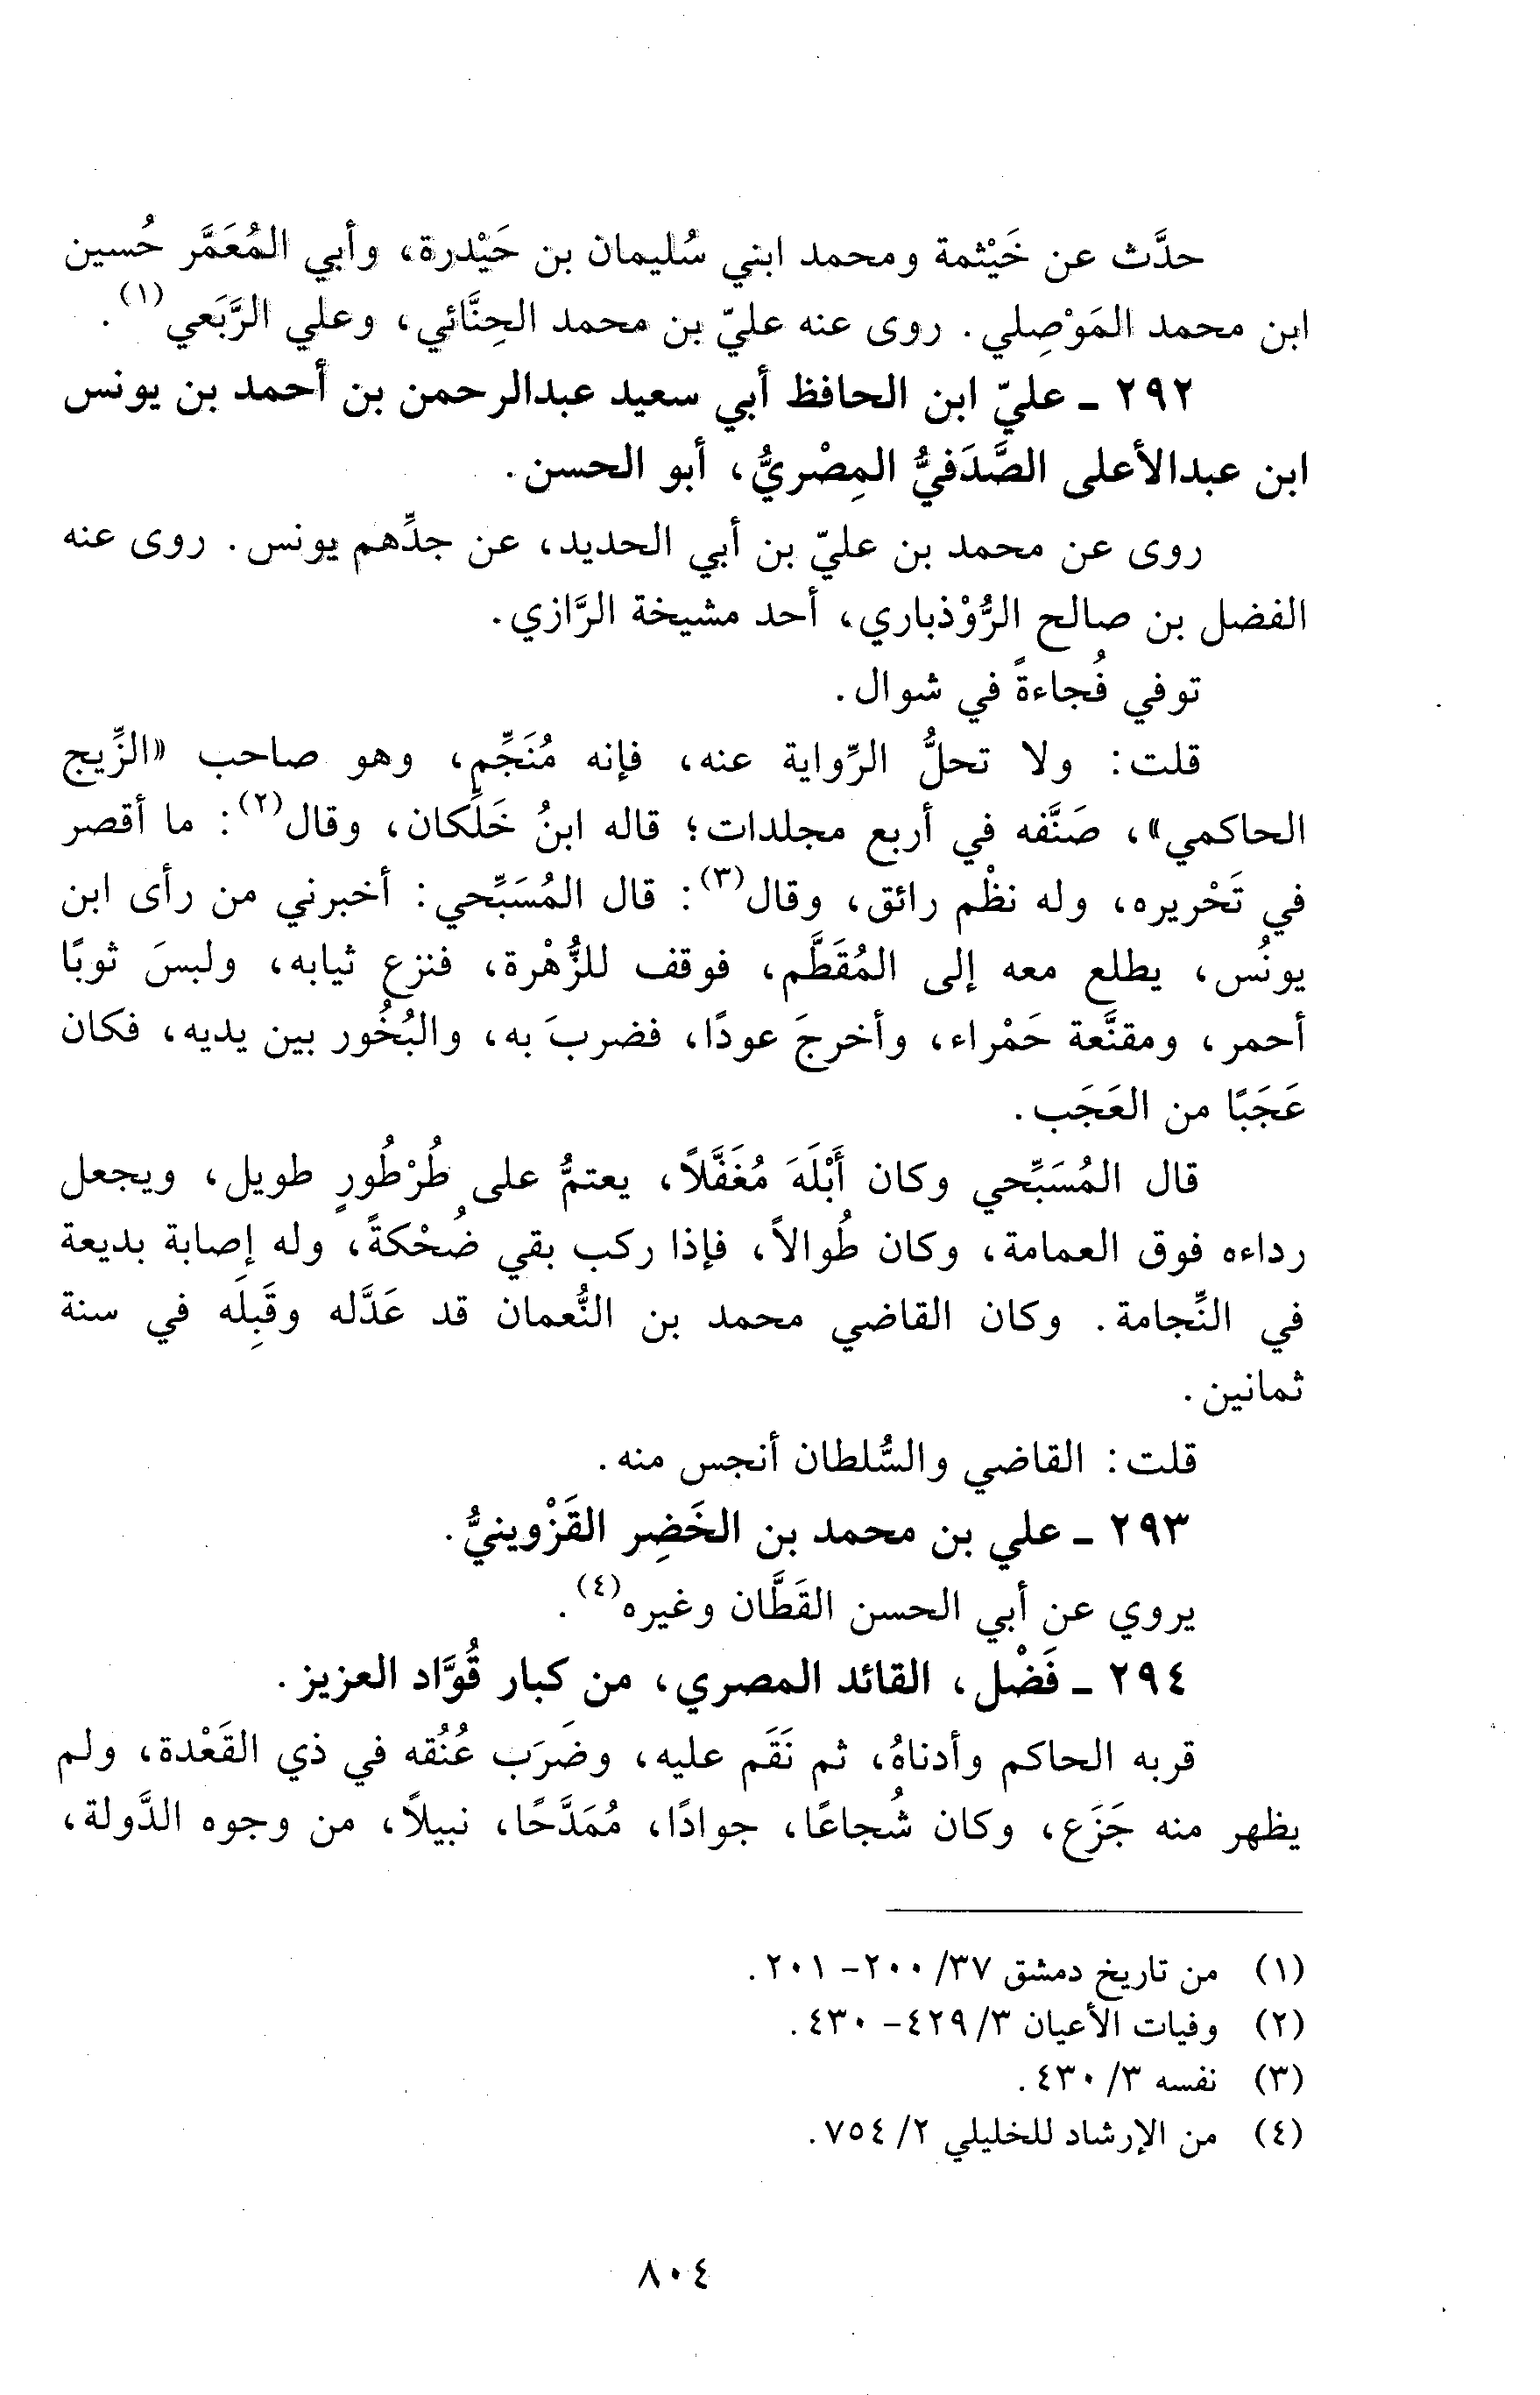 حدَّث عن خَيْثمة ومحمد ابني سُليمان بن حَيْدرة، وأبي المُعَمَّر حُسين
ابن محمد المَوْصِلي. روى عنه عليّ بن محمد الحِنَّائي، وعلي الرَّبَعي(١).
٢٩٢ ـ عليّ ابن الحافظ أبي سعيد عبدالرحمن بن أحمد بن يونس
ابن عبدالأعلى الصَّدَفيُّ المِصْريُّ، أبو الحسن.
روى عن محمد بن عليّ بن أبي الحديد، عن جدِّهم يونس. روى عنه
الفضل بن صالح الرُّوْذباري، أحد مشيخة الرَّازي.
توفي فُجاءةً في شوال.
قلت: ولا تحلُّ الرِّواية عنه، فإنه مُنَجِّم، وهو صاحب «الزِّيج
الحاكمي»، صَنَّفه في أربع مجلدات؛ قاله ابنُ خَلِّكان، وقال(٢): ما أقصر
في تَحْريره، وله نظْم رائق، وقال(٣): قال المُسَبِّحي: أخبرني من رأى ابن
يونُس، يطلع معه إلى المُقَطَّم، فوقف للزُّهْرة، فنزع ثيابه، ولبسَ ثوبًا
أحمر، ومقنَّعة حَمْراء، وأخرجَ عودًا، فضربَ به، والبُخُور بين يديه، فكان
عَجَبًا من العَجَب.
قال المُسَبِّحي وكان أَبْلَهَ مُغَفَّلاً، يعتمُّ على طُرْطُورٍ طويل، ويجعل
رداءه فوق العمامة، وكان طُوالاً، فإذا ركب بقي ضُحْكةً، وله إصابة بديعة
في النِّجامة. وكان القاضي محمد بن النُّعمان قد عَدَّله وقَبِلَه في سنة
ثمانين.
قلت: القاضي والسُّلطان أنجس منه.
٢٩٣ ـ علي بن محمد بن الخَضِر القَزْوينيُّ.
يروي عن أبي الحسن القَطَّان وغيره(٤).
٢٩٤ ـ فَضْل، القائد المصري، من كبار قُوَّاد العزيز.
قربه الحاكم وأدناهُ، ثم نَقَم عليه، وضَرَب عُنُقه في ذي القَعْدة، ولم
يظهر منه جَزَع، وكان شُجاعًا، جوادًا، مُمَدَّحًا، نبيلاً، من وجوه الدَّولة،
(١) من تاريخ دمشق ٣٧/ ٢٠٠ - ٢٠١.
(٢) وفيات الأعيان ٣/ ٤٢٩ - ٤٣٠.
(٣) نفسه ٣/ ٤٣٠.
(٤) من الإرشاد للخليلي ٢/ ٧٥٤.
٨٠٤